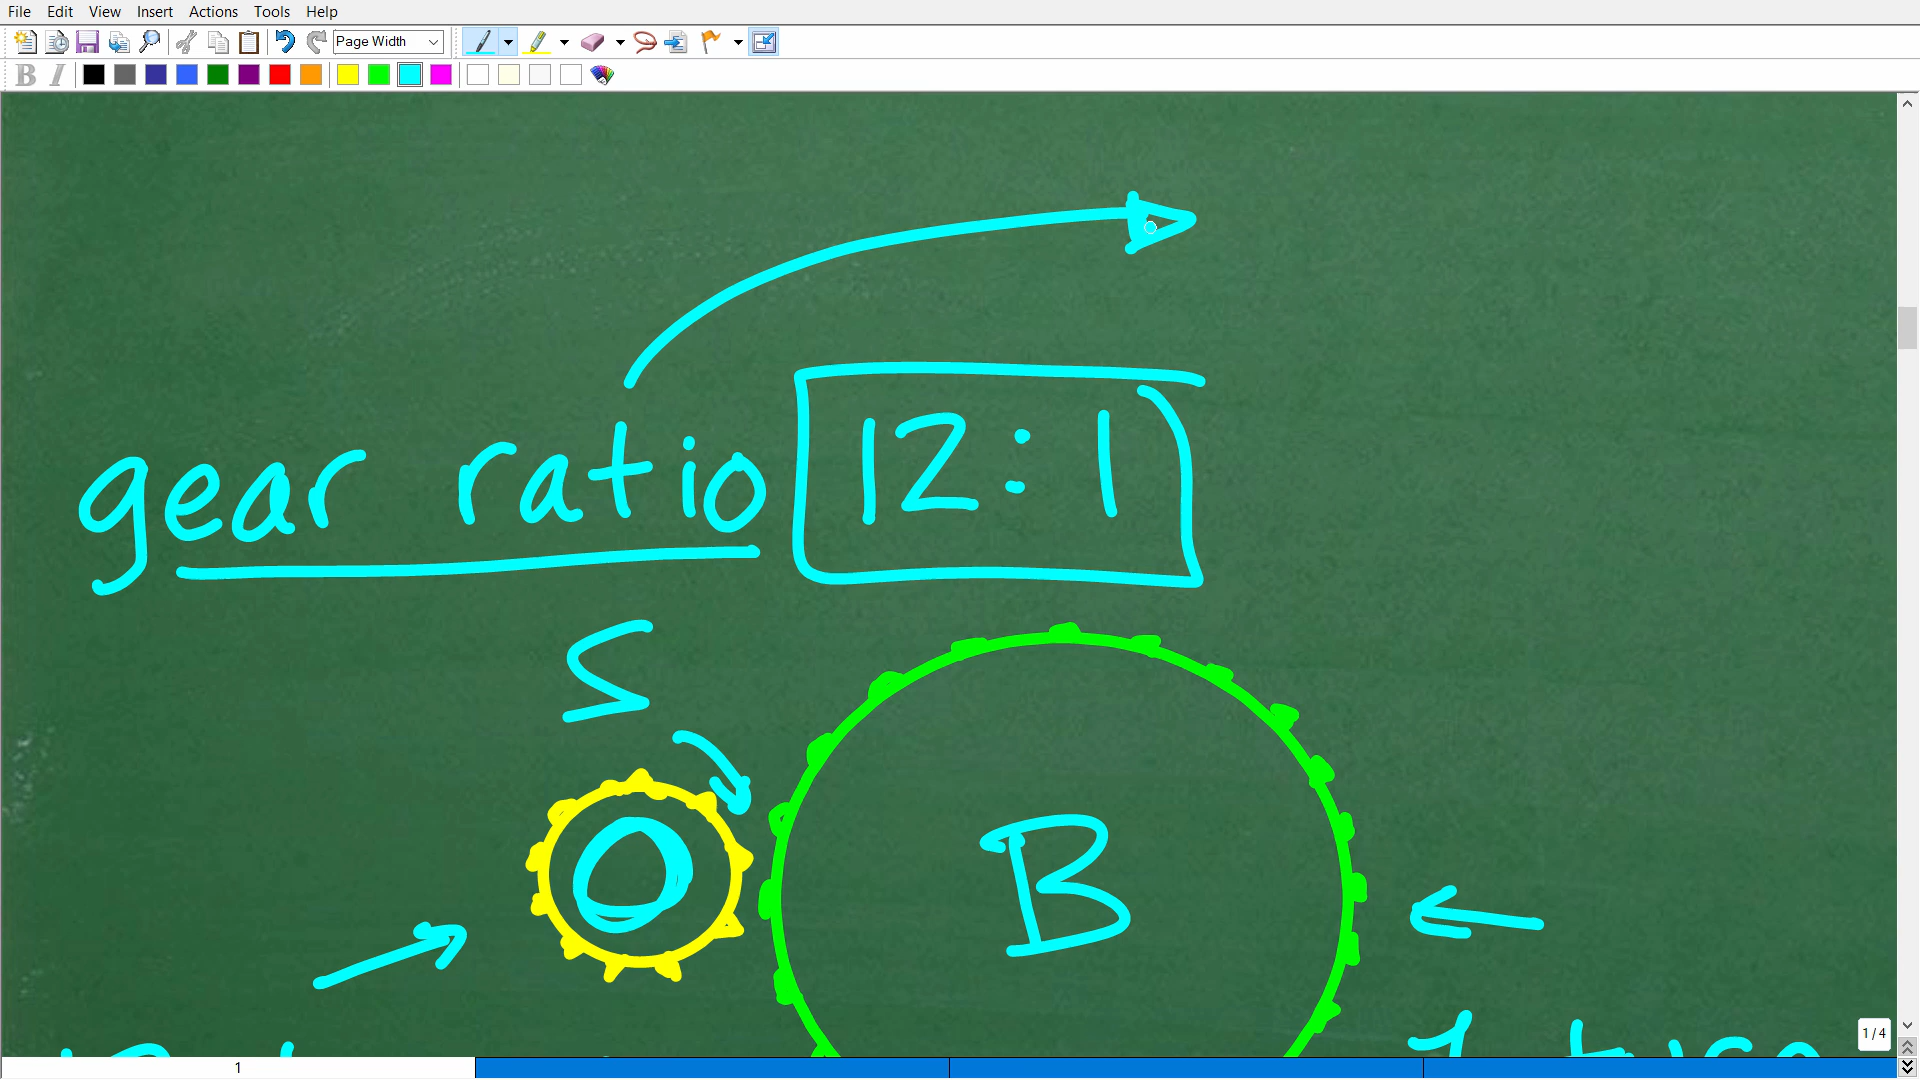 File Edit View Insert Actions Tools Help
Page Width
B I
gear ratio 12:1
S
B
1/4
1